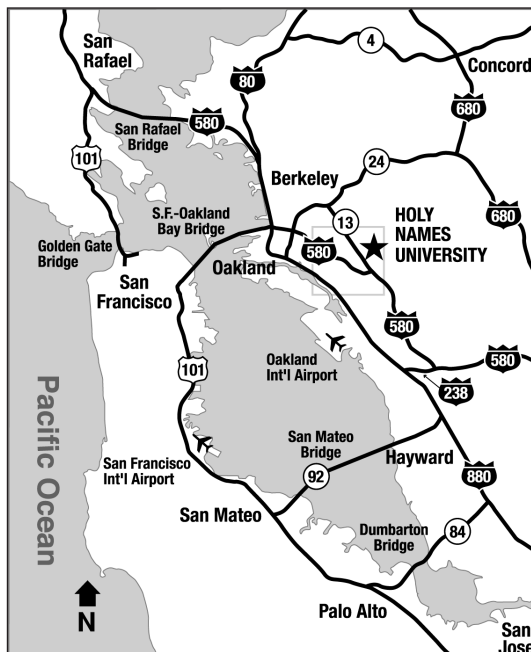 San
Rafael
4
Concord
80
680
San Rafael
Bridge
580
101
24
Berkeley
S.F.-Oakland
Bay Bridge
13
HOLY
NAMES
UNIVERSITY
680
Golden Gate
Bridge
580
Oakland
San
Francisco
580
101
Oakland
Int'l Airport
580
238
Pacific Ocean
San Mateo
Bridge
Hayward
San Francisco
Int'l Airport
92
880
San Mateo
Dumbarton
Bridge
84
N
Palo Alto
San
Jose